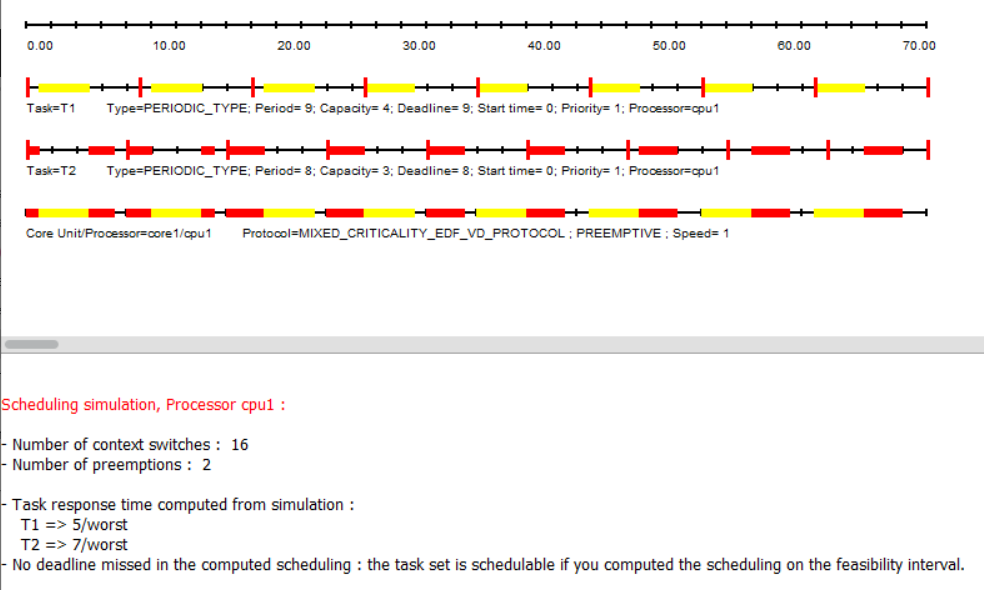 0.00 10.00 20.00 30.00 40.00 50.00 60.00 70.00
Task=T1 Type=PERIODIC_TYPE; Period= 9; Capacity= 4; Deadline= 9; Start time= 0; Priority= 1; Processor=cpu1
Task=T2 Type=PERIODIC_TYPE; Period= 8; Capacity= 3; Deadline= 8; Start time= 0; Priority= 1; Processor=cpu1
Core Unit/Processor=core1/cpu1 Protocol=MIXED_CRITICALITY_EDF_VD_PROTOCOL ; PREEMPTIVE ; Speed= 1
Scheduling simulation, Processor cpu1 :
- Number of context switches :  16
- Number of preemptions :  2
- Task response time computed from simulation :
T1 => 5/worst
T2 => 7/worst
- No deadline missed in the computed scheduling : the task set is schedulable if you computed the scheduling on the feasibility interval.